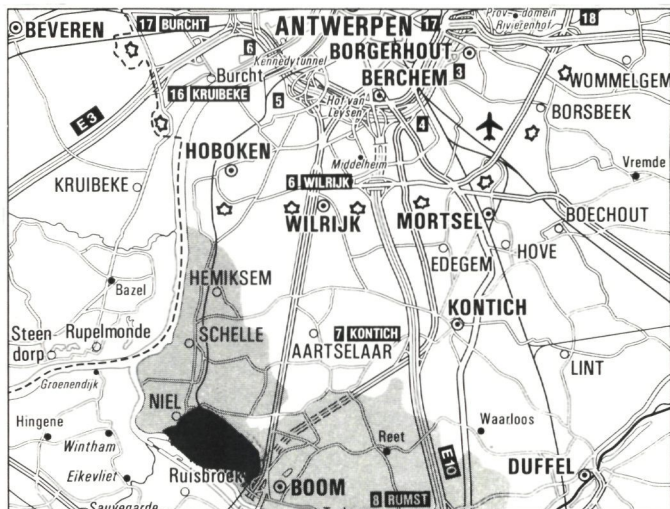 BEVEREN
17 BURCHT
ANTWERPEN
17
Prov-domein
Rivierenhof
18
6
Kennedytunnel
BORGERHOUT
3
Burcht
BERCHEM
WOMMELGEM
16 KRUIBEKE
5
Hof van
Leysen
BORSBEEK
E3
4
HOBOKEN
Middelheim
Vremde
KRUIBEKE
6 WILRIJK
WILRIJK
MORTSEL
BOECHOUT
EDEGEM
HOVE
Bazel
HEMIKSEM
KONTICH
Steen-
dorp
Rupelmonde
SCHELLE
7 KONTICH
AARTSELAAR
LINT
Groenendijk
NIEL
Hingene
Wintham
Reet
Waarloos
E10
Eikevliet
Ruisbroek
BOOM
DUFFEL
8 RUMST
Sauvegarde